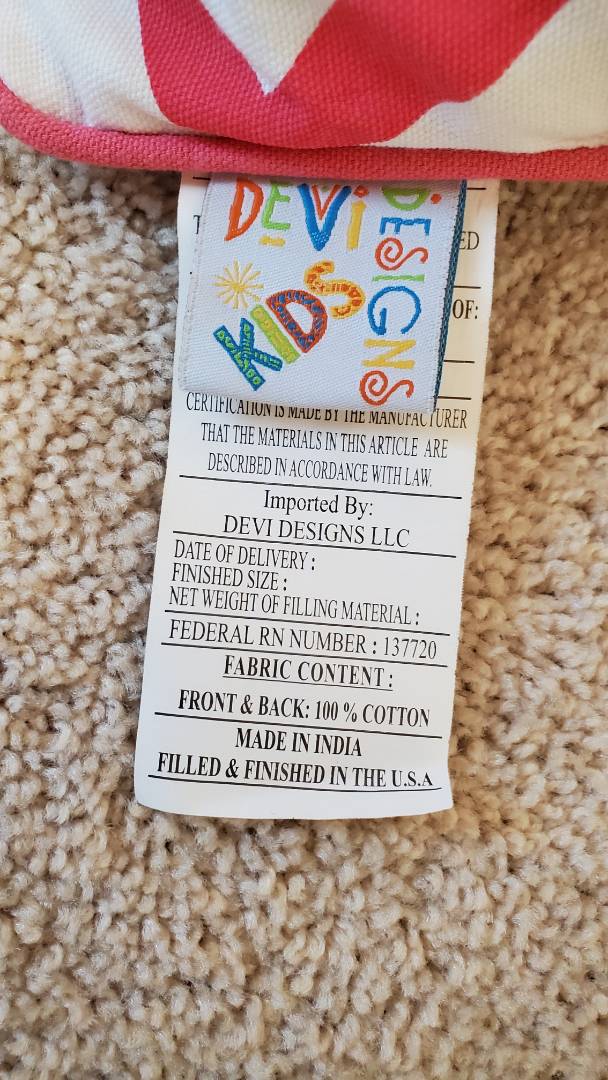 DEVI
DESIGNS
KIDS
ED
OF:
CERTIFICATION IS MADE BY THE MANUFACTURER
THAT THE MATERIALS IN THIS ARTICLE ARE
DESCRIBED IN ACCORDANCE WITH LAW.
Imported By:
DEVI DESIGNS LLC
DATE OF DELIVERY :
FINISHED SIZE :
NET WEIGHT OF FILLING MATERIAL :
FEDERAL RN NUMBER : 137720
FABRIC CONTENT :
FRONT & BACK: 100 % COTTON
MADE IN INDIA
FILLED & FINISHED IN THE U.S.A